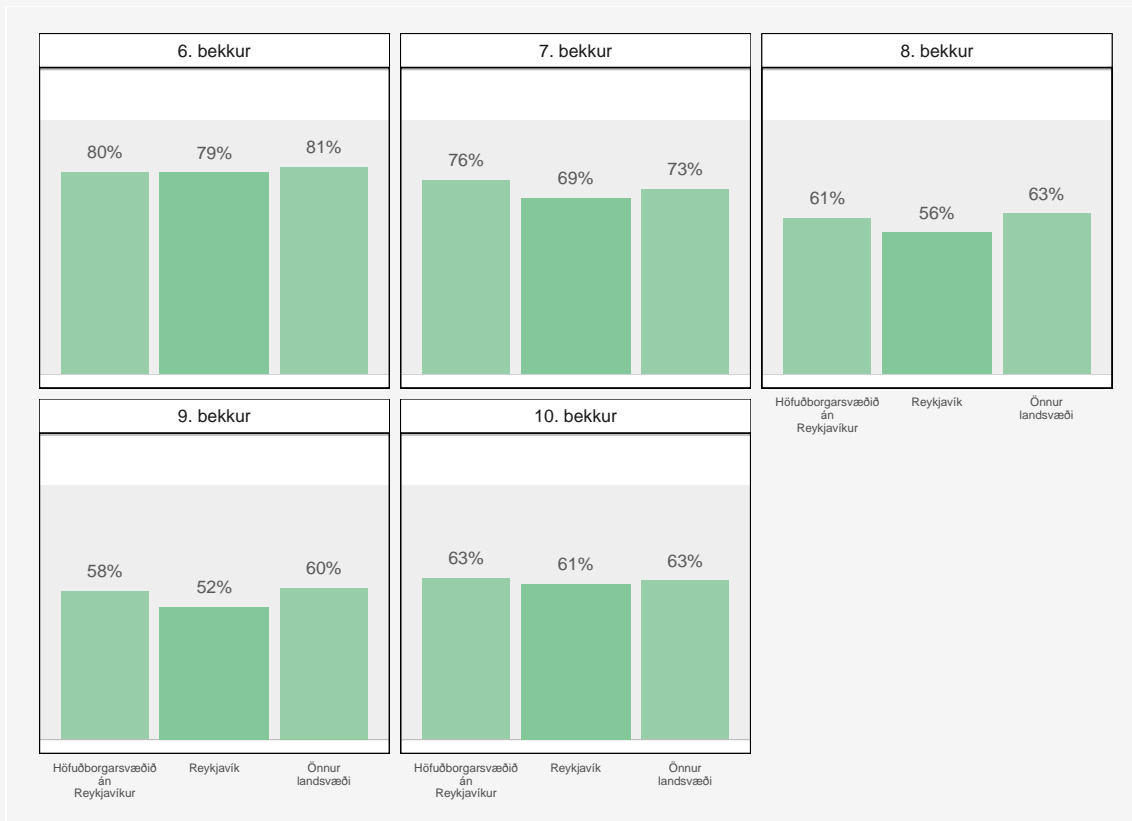 6. bekkur
80%
79%
81%
7. bekkur
76%
69%
73%
8. bekkur
61%
56%
63%
Höfuðborgarsvæðið
án
Reykjavíkur
Reykjavík
Önnur
landsvæði
9. bekkur
58%
52%
60%
Höfuðborgarsvæðið
án
Reykjavíkur
Reykjavík
Önnur
landsvæði
10. bekkur
63%
61%
63%
Höfuðborgarsvæðið
án
Reykjavíkur
Reykjavík
Önnur
landsvæði